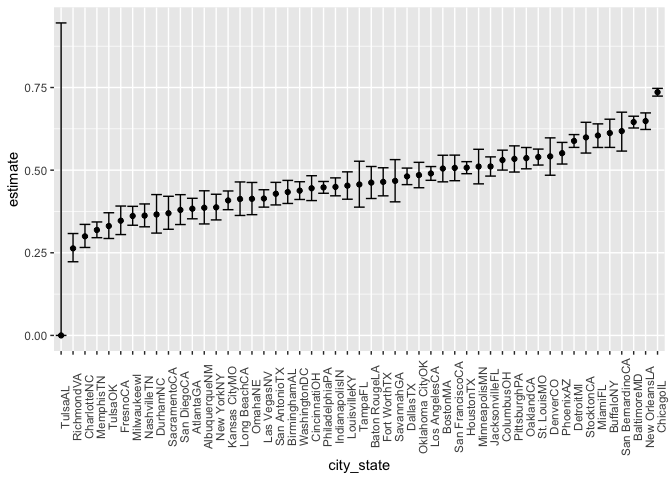 estimate
0.75
0.50
0.25
0.00
TulsaAL
RichmondVA
CharlotteNC
MemphisTN
TulsaOK
FresnoCA
MilwaukeewI
NashvilleTN
DurhamNC
SacramentoCA
San DiegoCA
AtlantaGA
AlbuquerqueNM
New YorkNY
Kansas CityMO
Long BeachCA
OmahaNE
Las VegasNV
San AntonioTX
BirminghamAL
WashingtonDC
CincinnatiOH
PhiladelphiaPA
IndianapolisIN
LouisvilleKY
TampaFL
Baton RougeLA
Fort WorthTX
SavannahGA
DallasTX
Oklahoma CityOK
Los AngelesCA
BostonMA
San FranciscoCA
HoustonTX
MinneapolisMN
JacksonvilleFL
ColumbusOH
PittsburghPA
OaklandCA
St. LouisMO
DenverCO
PhoenixAZ
DetroitMI
StocktonCA
MiamiFL
BuffaloNY
San BernardinoCA
BaltimoreMD
New OrleansLA
ChicagoIL
city_state